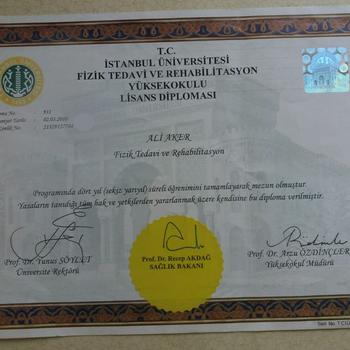 T.C.
İSTANBUL ÜNİVERSİTESİ
FİZİK TEDAVİ VE REHABİLİTASYON
YÜKSEKOKULU
LİSANS DİPLOMASI
ALİ AKER
Fizik Tedavi ve Rehabilitasyon
Programında dört yıl (sekiz yarıyıl) süreli öğrenimini tamamlayarak mezun olmuştur.
Yasaların tanıdığı tüm hak ve yetkilerden yararlanmak üzere kendisine bu diploma verilmiştir.
Prof. Dr. Yunus SÖYLET
Üniversite Rektörü
Prof. Dr. Recep AKDAĞ
SAĞLIK BAKANI
Prof. Dr. Arzu ÖZDİNÇLER
Yüksekokul Müdürü